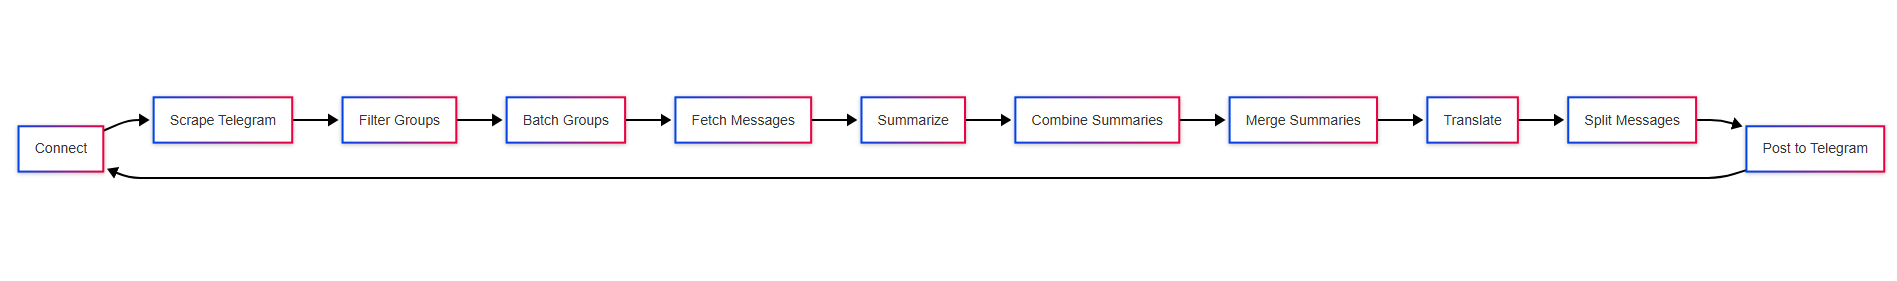 Connect
Scrape Telegram
Filter Groups
Batch Groups
Fetch Messages
Summarize
Combine Summaries
Merge Summaries
Translate
Split Messages
Post to Telegram